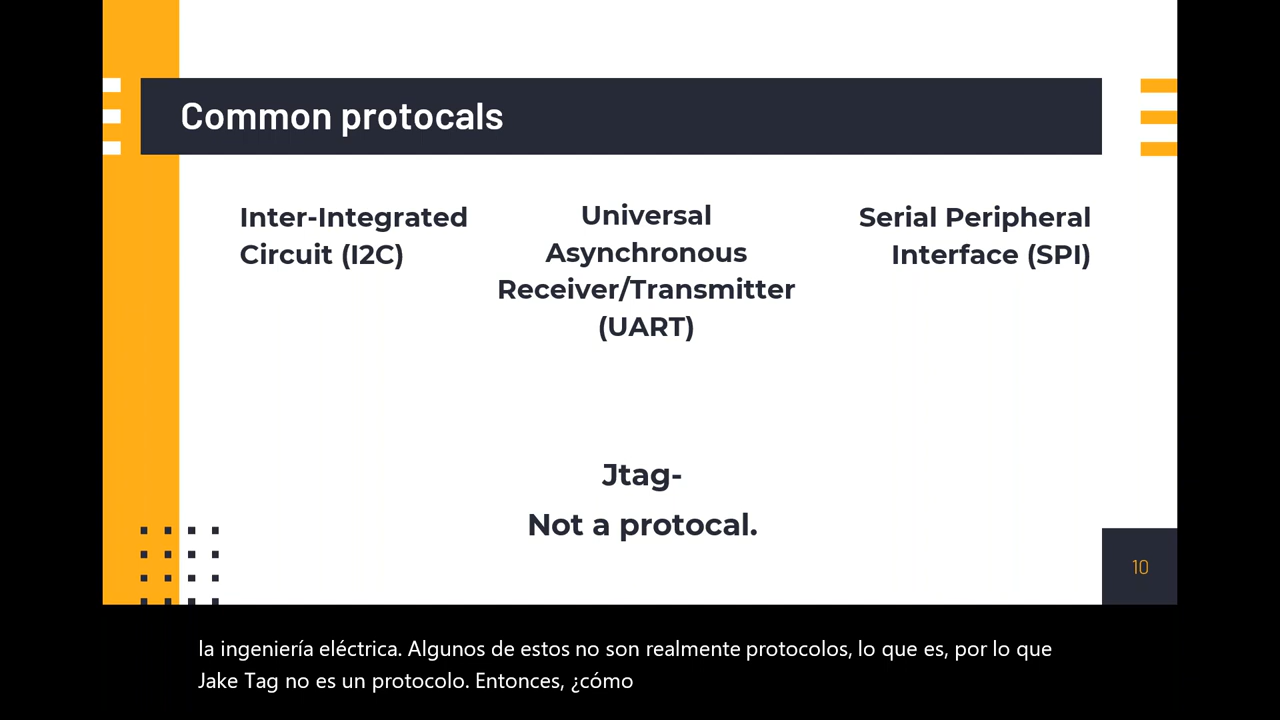 Common protocals
Inter-Integrated
Circuit (I2C)
Universal
Asynchronous
Receiver/Transmitter
(UART)
Serial Peripheral
Interface (SPI)
Jtag-
Not a protocal.
10
la ingeniería eléctrica. Algunos de estos no son realmente protocolos, lo que es, por lo que
Jake Tag no es un protocolo. Entonces, ¿cómo